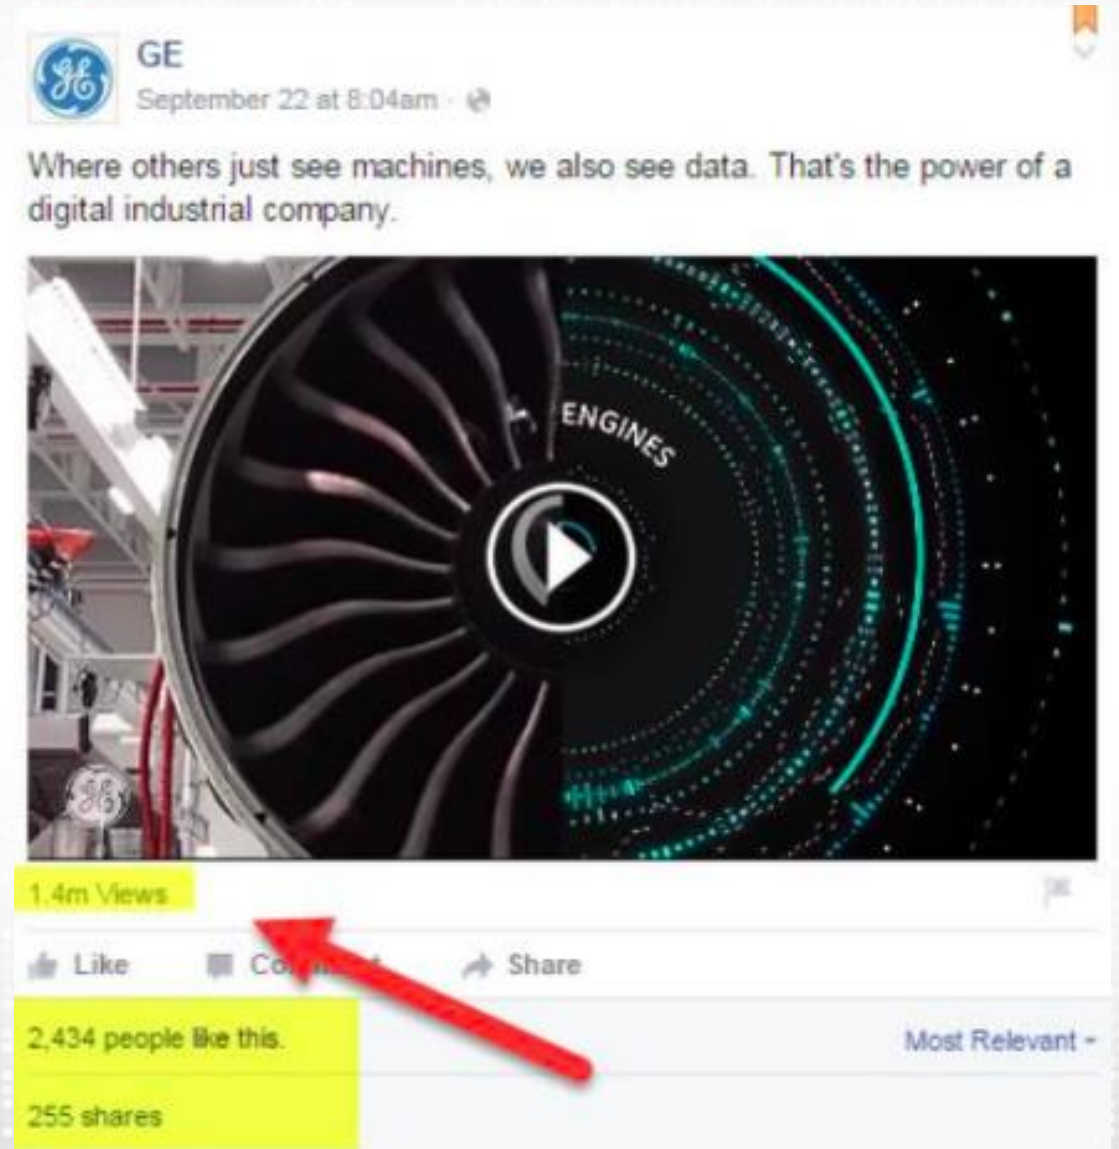 GE
September 22 at 8:04am
Where others just see machines, we also see data. That's the power of a
digital industrial company.
ENGINES
1.4m Views
Like Comment Share
2,434 people like this.
Most Relevant
255 shares